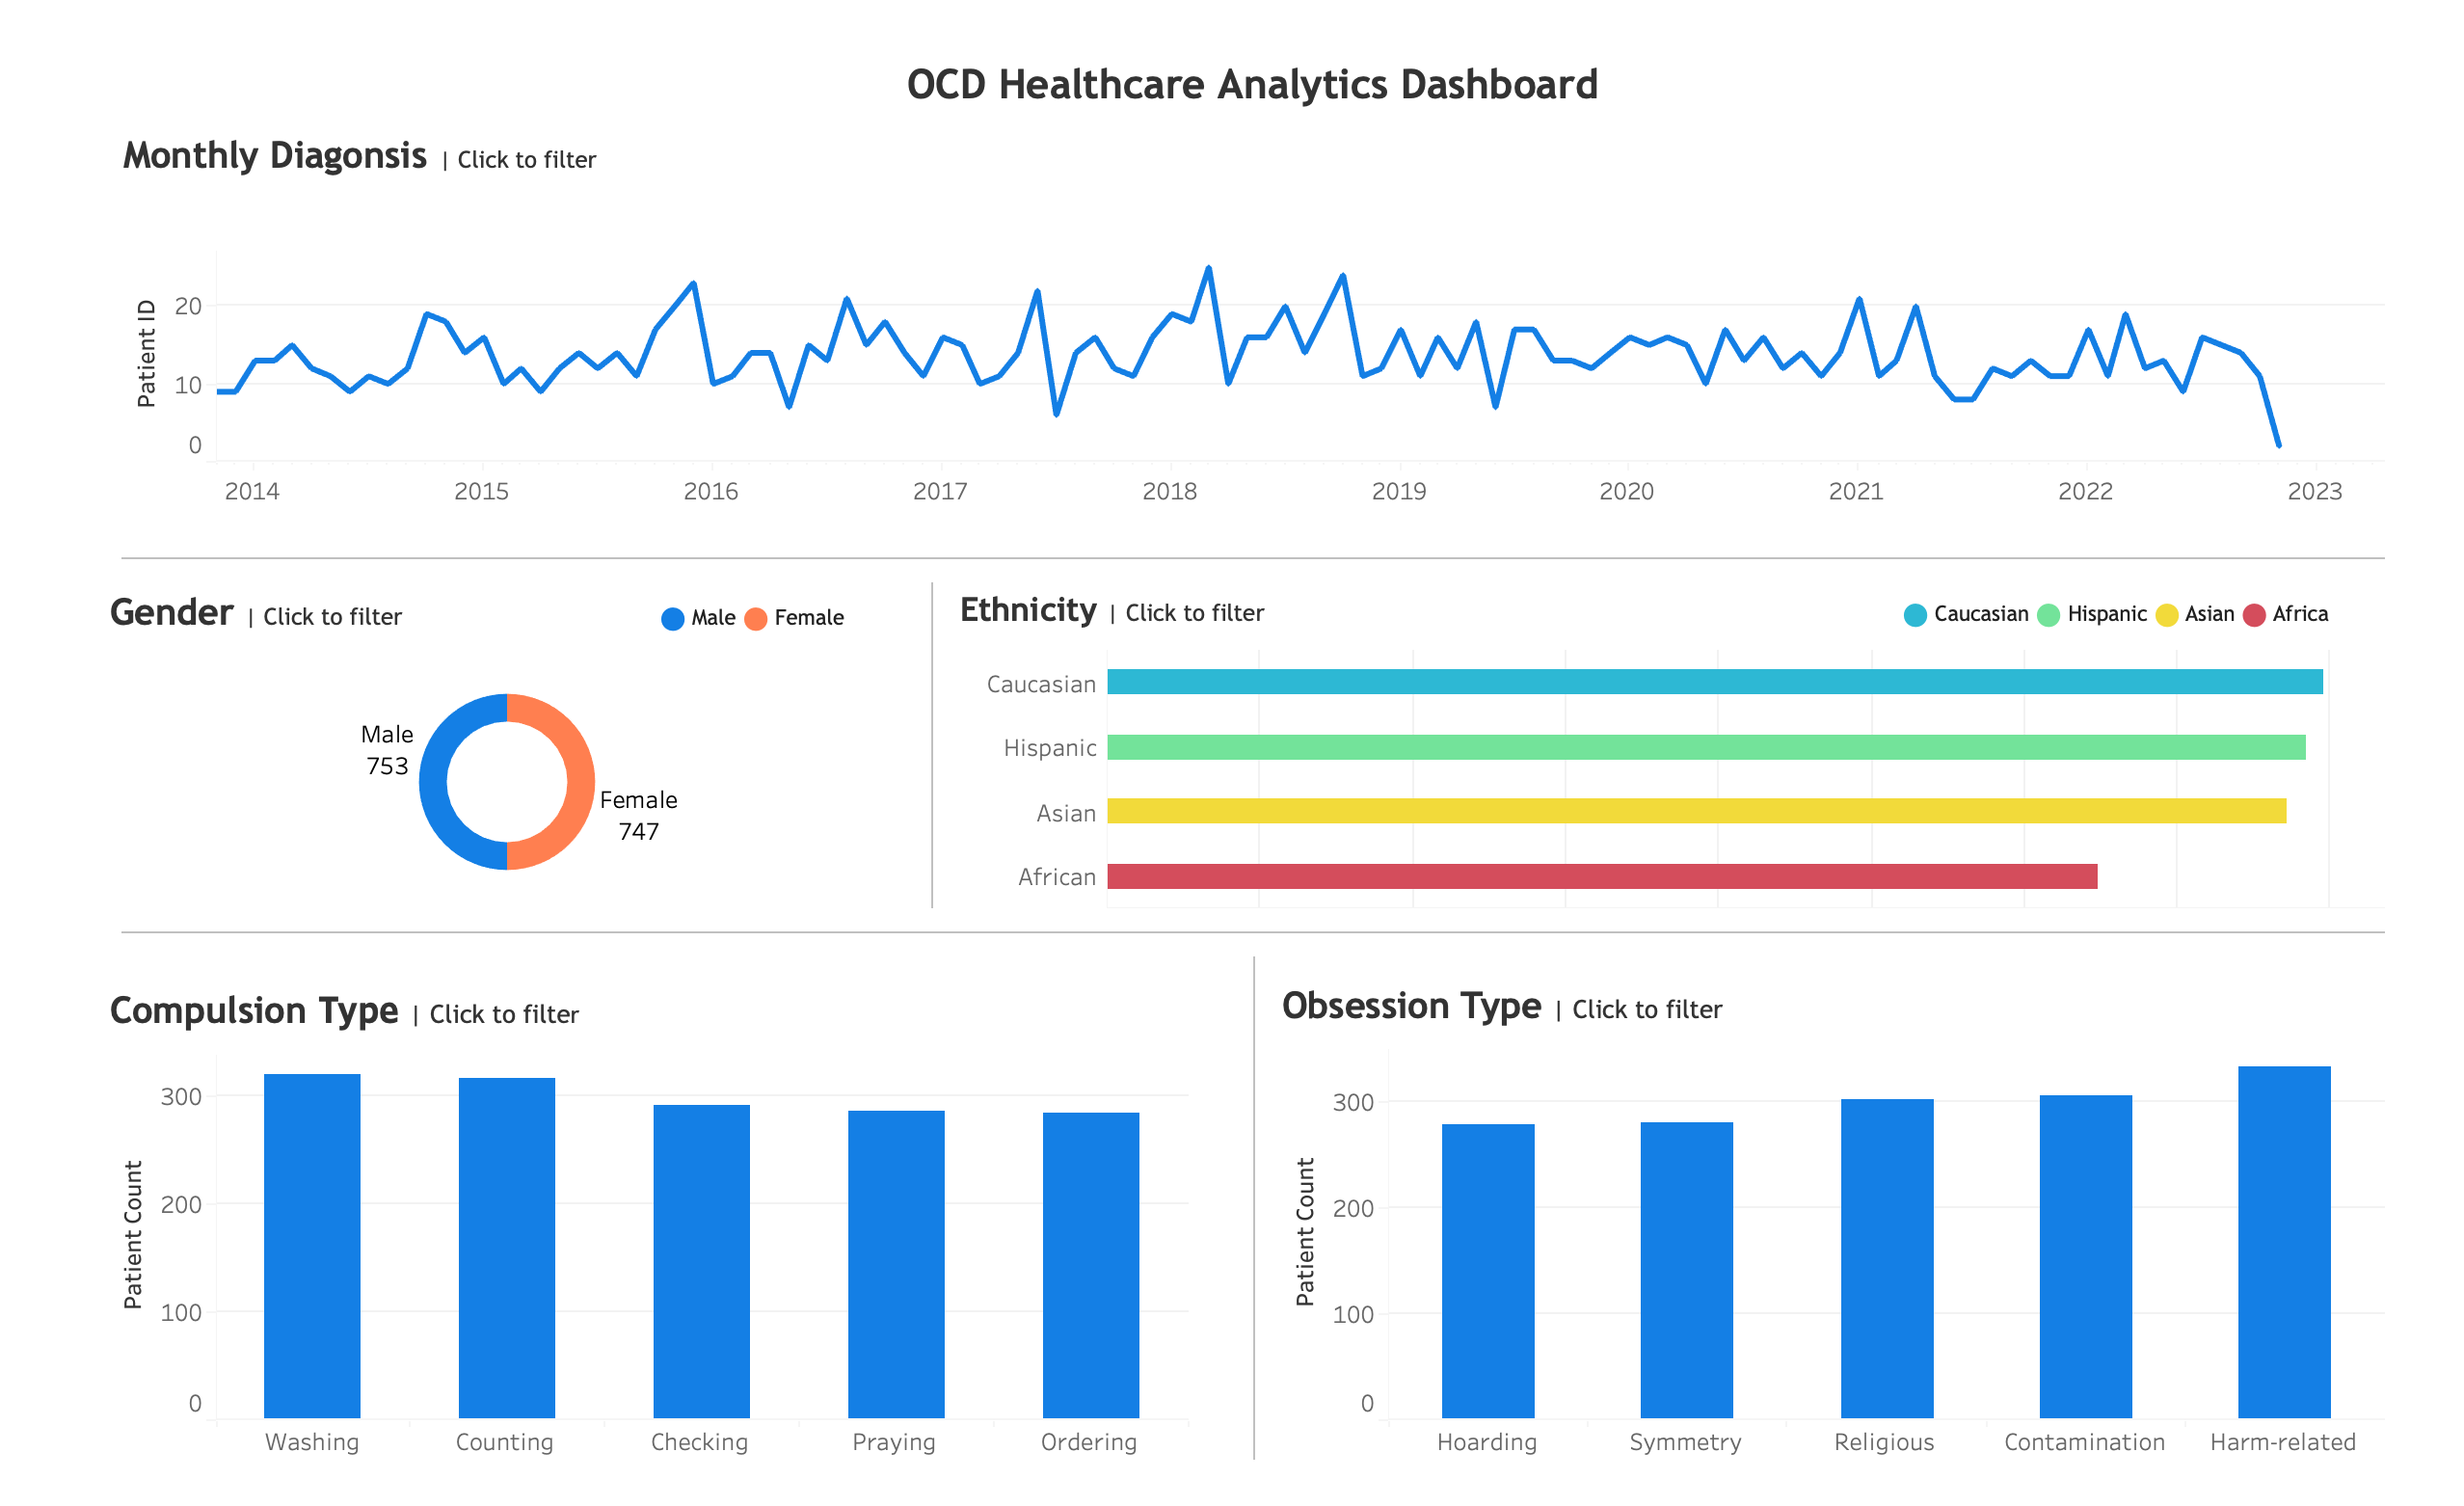 OCD Healthcare Analytics Dashboard
Monthly Diagonsis | Click to filter
Patient ID
20
10
0
2014 2015 2016 2017 2018 2019 2020 2021 2022 2023
Gender | Click to filter
Male Female
Male
753
Female
747
Ethnicity | Click to filter
Caucasian Hispanic Asian Africa
Caucasian
Hispanic
Asian
African
Compulsion Type | Click to filter
Patient Count
300
200
100
0
Washing Counting Checking Praying Ordering
Obsession Type | Click to filter
Patient Count
300
200
100
0
Hoarding Symmetry Religious Contamination Harm-related